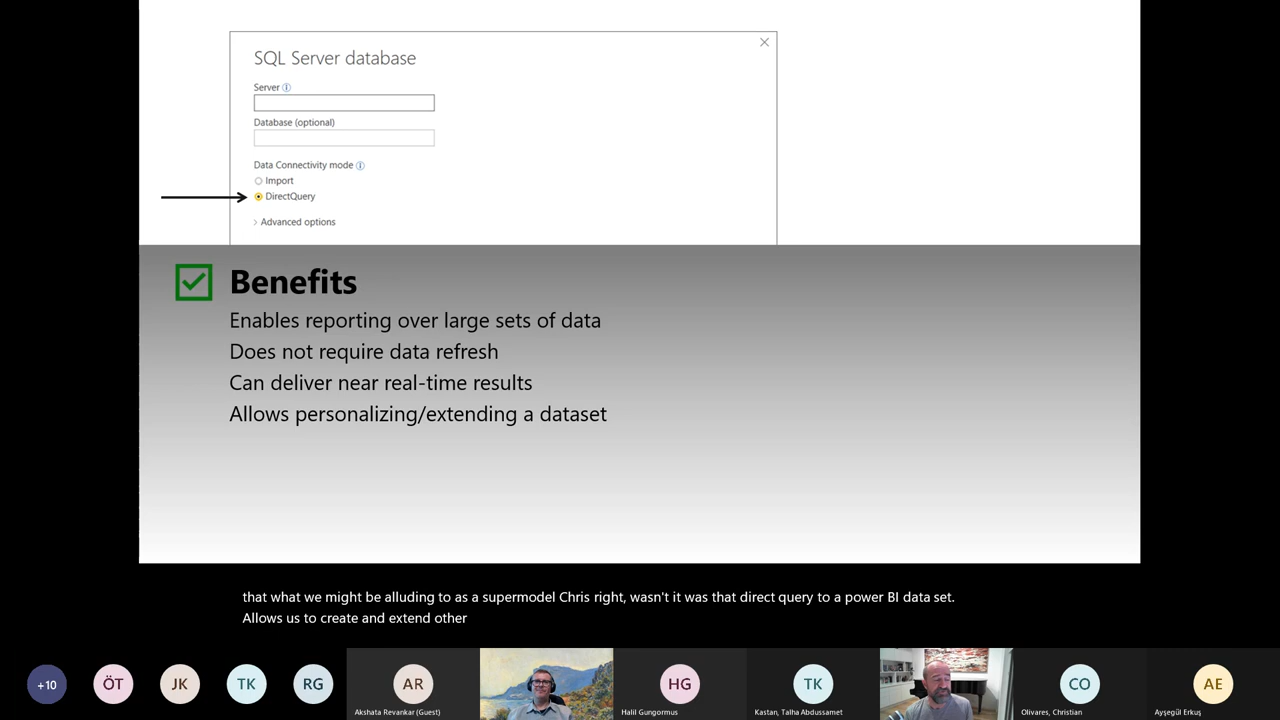 SQL Server database
Server
Database (optional)
Data Connectivity mode
Import
DirectQuery
Advanced options
Benefits
Enables reporting over large sets of data
Does not require data refresh
Can deliver near real-time results
Allows personalizing/extending a dataset
that what we might be alluding to as a supermodel Chris right, wasn't it was that direct query to a power BI data set.
Allows us to create and extend other
+10
ÖT
JK
TK
RG
AR
HG
TK
CO
AE
Akshata Revankar (Guest)
Halil Gungormus
Kastan, Talha Abdussamet
Olivares, Christian
Ayşegül Erkuş